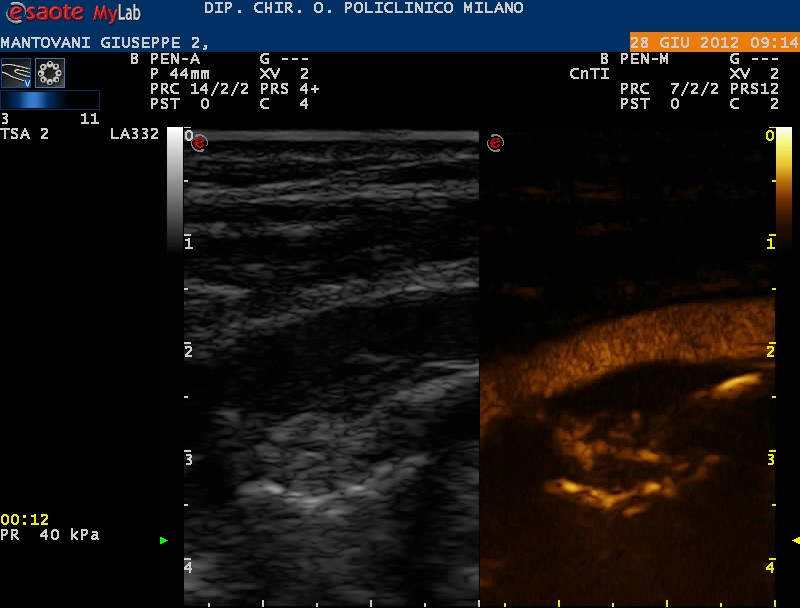 esaote MyLab
DIP. CHIR. O. POLICLINICO MILANO
MANTOVANI GIUSEPPE 2,
28 GIU 2012 09:14
B PEN-A G ---
P 44mm XV 2
PRC 14/2/2 PRS 4+
PST 0 C 4
B PEN-M G ---
CnTI XV 2
PRC 7/2/2 PRS12
PST 0 C 2
V
3 11
TSA 2 LA332
e
e
0
1
2
3
4
0
1
2
3
4
00:12
PR 40 kPa